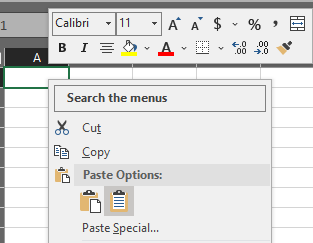 1
Calibri 11 A A $ % ,
B I A .00 .0
A
Search the menus
Cut
Copy
Paste Options:
Paste Special...